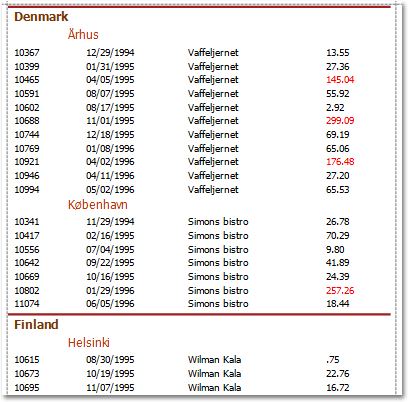 Denmark
Århus
10367 12/29/1994 Vaffeljernet 13.55
10399 01/31/1995 Vaffeljernet 27.36
10465 04/05/1995 Vaffeljernet 145.04
10591 08/07/1995 Vaffeljernet 55.92
10602 08/17/1995 Vaffeljernet 2.92
10688 11/01/1995 Vaffeljernet 299.09
10744 12/18/1995 Vaffeljernet 69.19
10769 01/08/1996 Vaffeljernet 65.06
10921 04/02/1996 Vaffeljernet 176.48
10946 04/11/1996 Vaffeljernet 27.20
10994 05/02/1996 Vaffeljernet 65.53
København
10341 11/29/1994 Simons bistro 26.78
10417 02/16/1995 Simons bistro 70.29
10556 07/04/1995 Simons bistro 9.80
10642 09/22/1995 Simons bistro 41.89
10669 10/16/1995 Simons bistro 24.39
10802 01/29/1996 Simons bistro 257.26
11074 06/05/1996 Simons bistro 18.44
Finland
Helsinki
10615 08/30/1995 Wilman Kala .75
10673 10/19/1995 Wilman Kala 22.76
10695 11/07/1995 Wilman Kala 16.72